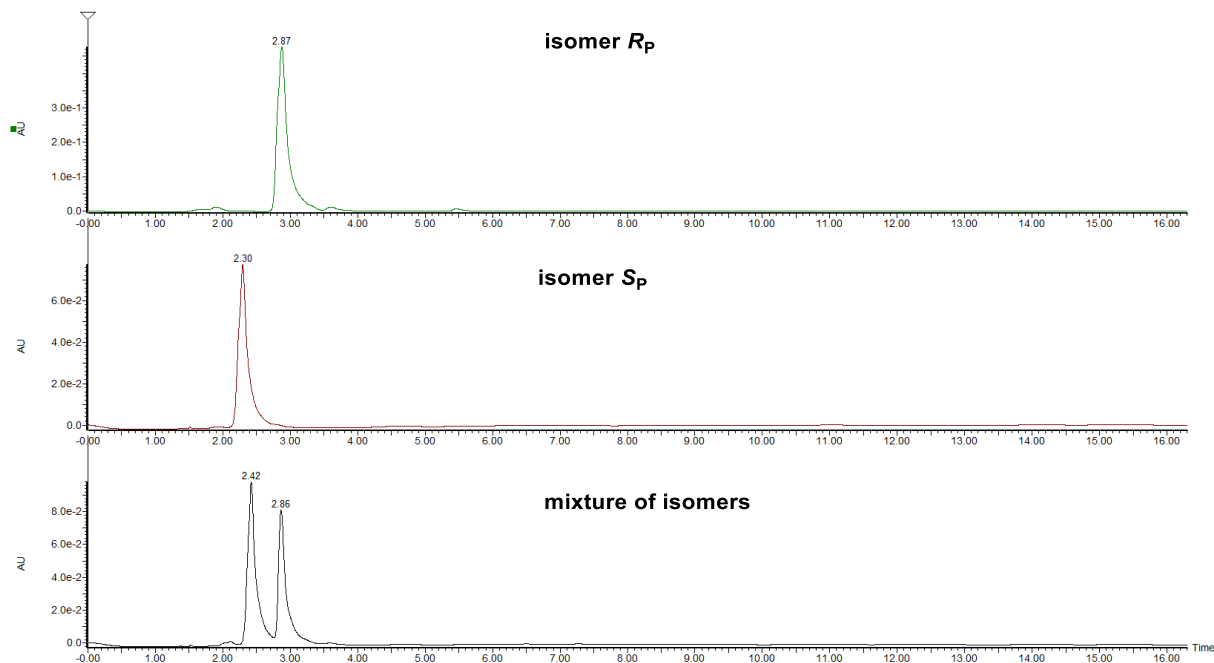 isomer RP
2.87
AU
3.0e-1
2.0e-1
1.0e-1
0.0
-0.00 1.00 2.00 3.00 4.00 5.00 6.00 7.00 8.00 9.00 10.00 11.00 12.00 13.00 14.00 15.00 16.00
isomer SP
2.30
AU
6.0e-2
4.0e-2
2.0e-2
0.0
-0.00 1.00 2.00 3.00 4.00 5.00 6.00 7.00 8.00 9.00 10.00 11.00 12.00 13.00 14.00 15.00 16.00
mixture of isomers
2.42 2.86
AU
8.0e-2
6.0e-2
4.0e-2
2.0e-2
0.0
-0.00 1.00 2.00 3.00 4.00 5.00 6.00 7.00 8.00 9.00 10.00 11.00 12.00 13.00 14.00 15.00 16.00 Time